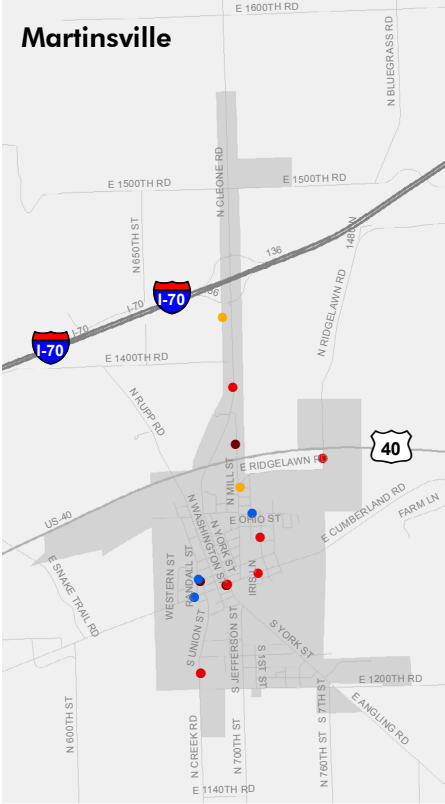 Martinsville
E 1600TH RD
N BLUEGRASS RD
N CLEONE RD
E 1500TH RD
E 1500TH RD
N 650TH ST
1480N
136
I-70
I-70
I-70
I-70
N RIDGELAWN RD
E 1400TH RD
N RUPP RD
40
E RIDGELAWN RD
N MILL ST
US-40
E CUMBERLAND RD
FARM LN
E OHIO ST
N WASHINGTON ST
N YORK ST
E SNAKE TRAIL RD
WESTERN ST
RANDALL ST
IRIS LN
S UNION ST
S JEFFERSON ST
S YORK ST
S 1ST ST
E 1200TH RD
S 7TH ST
E ANGLING RD
N 600TH ST
N CREEK RD
N 700TH ST
N 760TH ST
E 1140TH RD